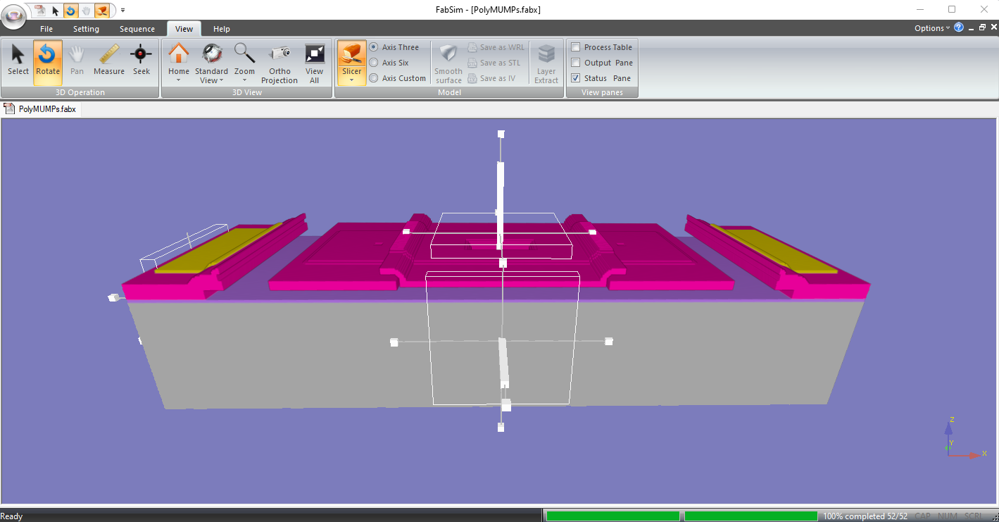 FabSim - [PolyMUMPs.fabx]
File Setting Sequence View Help Options
Select Rotate Pan Measure Seek
3D Operation
Home Standard View Zoom Ortho Projection View All
3D View
Slicer
Axis Three
Axis Six
Axis Custom
Smooth surface
Save as WRL
Save as STL
Save as IV
Layer Extract
Model
Process Table
Output Pane
Status Pane
View panes
PolyMUMPs.fabx
Z
Y
X
Ready 100% completed 52/52 CAP NUM SCRL